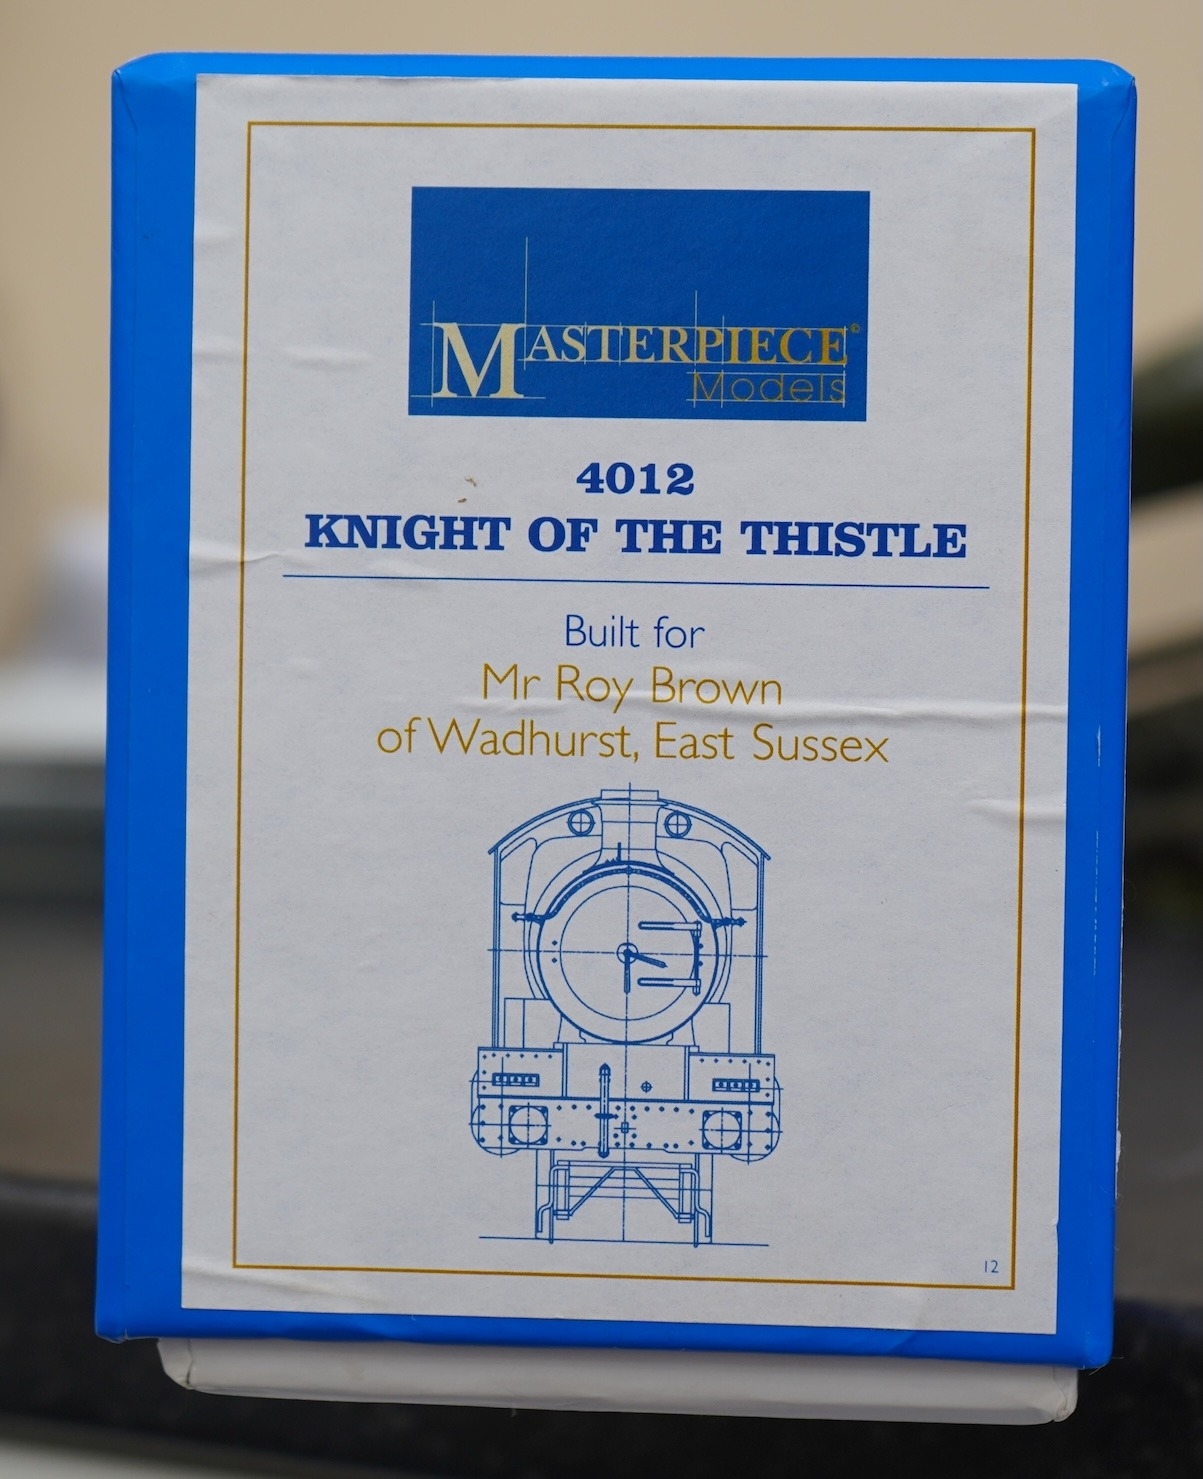 MASTERPIECE©
Models
4012
KNIGHT OF THE THISTLE
Built for
Mr Roy Brown
of Wadhurst, East Sussex
12